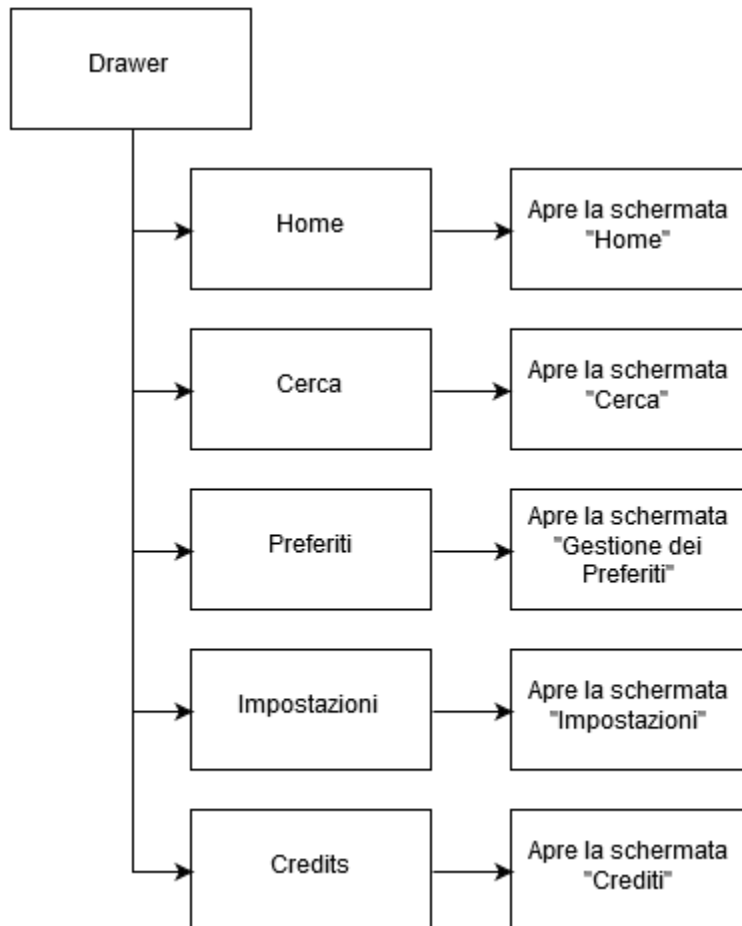 Drawer
Home
Apre la schermata
"Home"
Cerca
Apre la schermata
"Cerca"
Preferiti
Apre la schermata
"Gestione dei
Preferiti"
Impostazioni
Apre la schermata
"Impostazioni"
Credits
Apre la schermata
"Crediti"